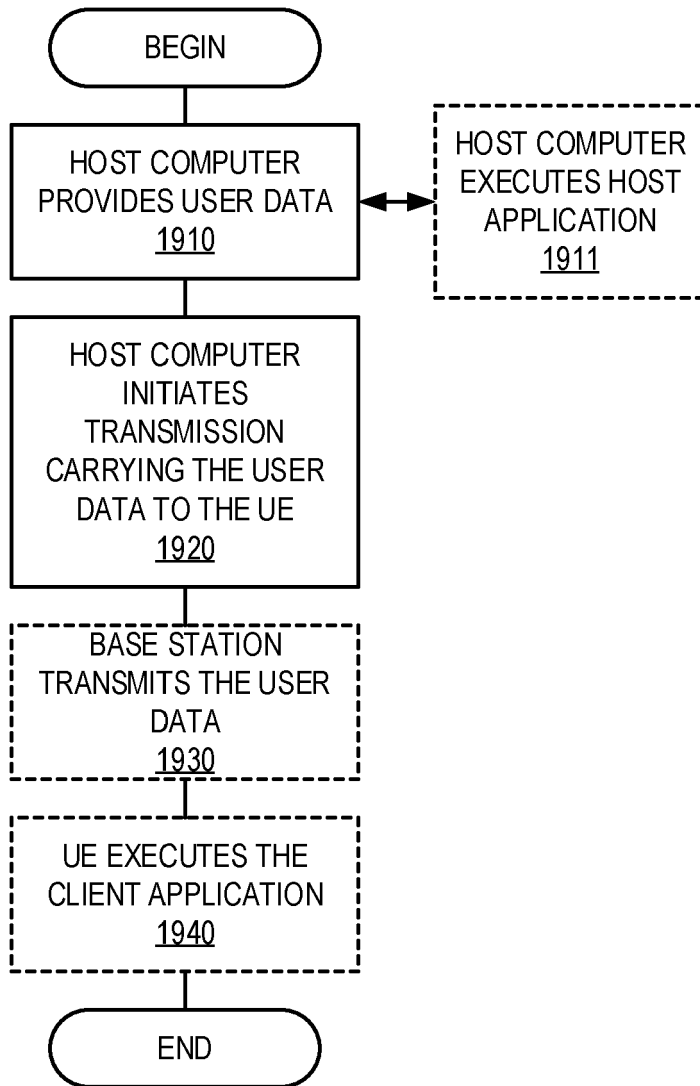 BEGIN
HOST COMPUTER
PROVIDES USER DATA
1910
HOST COMPUTER
EXECUTES HOST
APPLICATION
1911
HOST COMPUTER
INITIATES
TRANSMISSION
CARRYING THE USER
DATA TO THE UE
1920
BASE STATION
TRANSMITS THE USER
DATA
1930
UE EXECUTES THE
CLIENT APPLICATION
1940
END